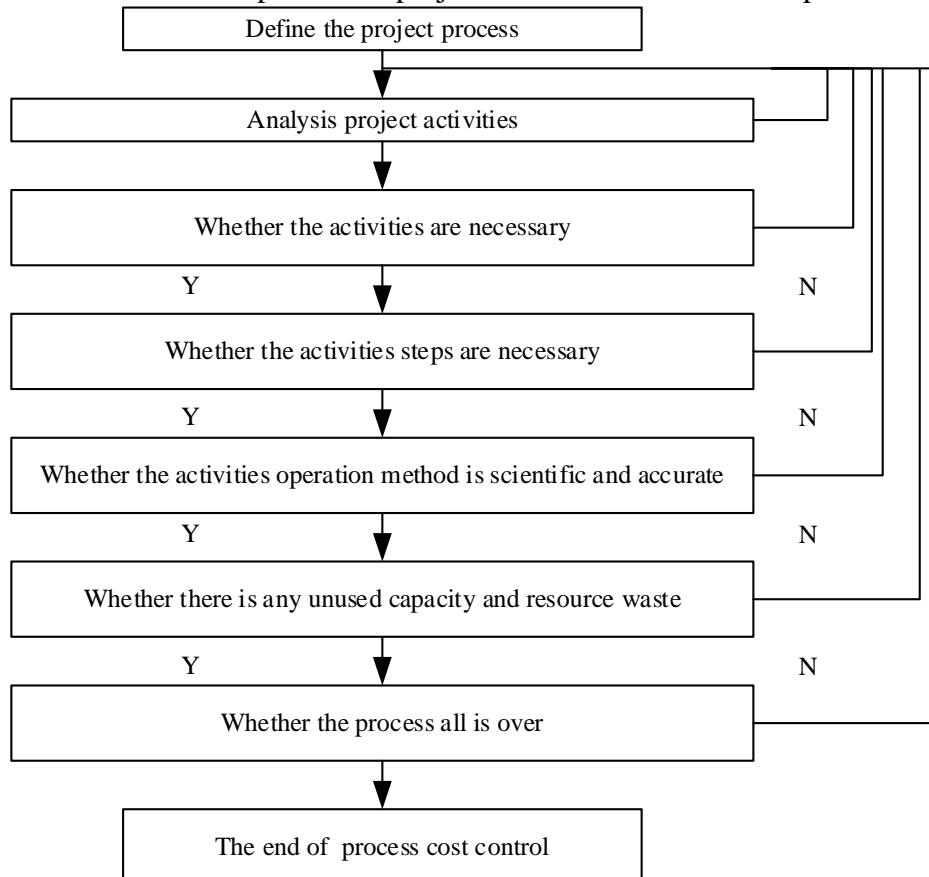 Define the project process
Analysis project activities
Whether the activities are necessary
Y
N
Whether the activities steps are necessary
Y
N
Whether the activities operation method is scientific and accurate
Y
N
Whether there is any unused capacity and resource waste
Y
N
Whether the process all is over
The end of process cost control